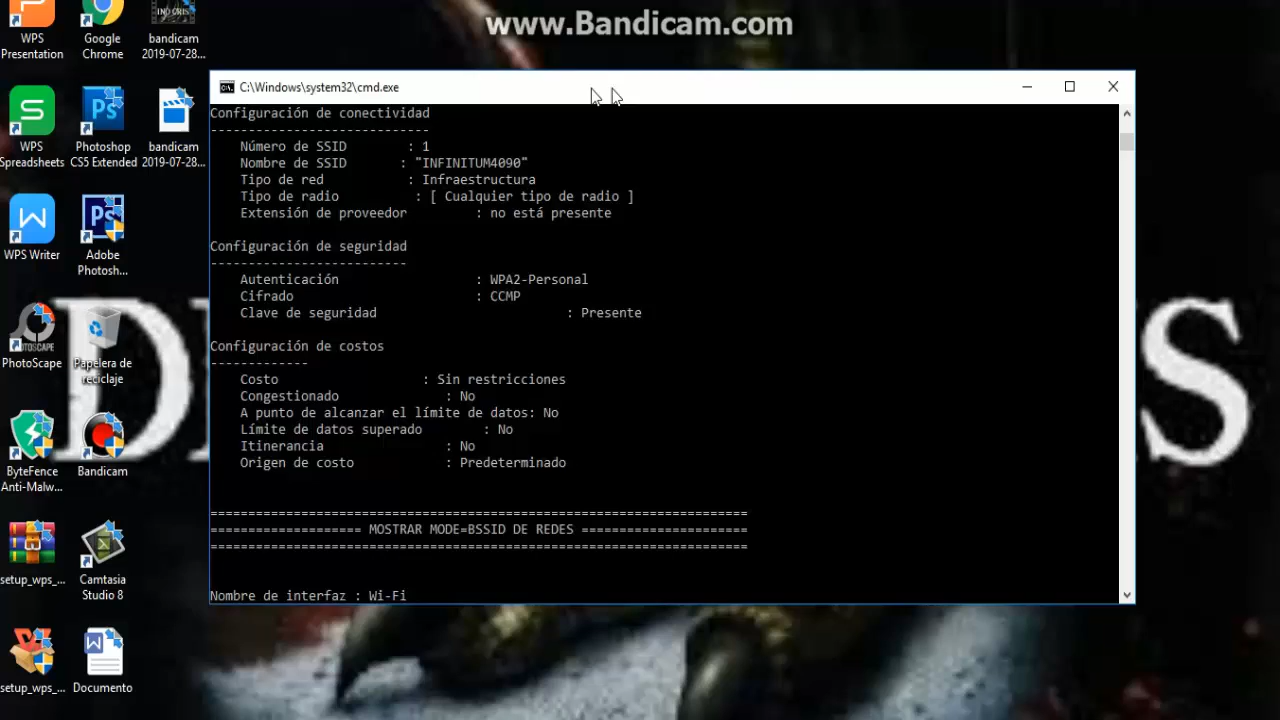 www.Bandicam.com
WPS
Presentation
Google
Chrome
bandicam
2019-07-28...
C:\Windows\system32\cmd.exe
WPS
Spreadsheets
Photoshop
CS5 Extended
bandicam
2019-07-28...
WPS Writer
Adobe
Photosh...
PhotoScape
Papelera de
reciclaje
ByteFence
Anti-Malw...
Bandicam
setup_wps_...
Camtasia
Studio 8
setup_wps_...
Documento
Configuración de conectividad
-----------------------------
Número de SSID : 1
Nombre de SSID : "INFINITUM4090"
Tipo de red : Infraestructura
Tipo de radio : [ Cualquier tipo de radio ]
Extensión de proveedor : no está presente
Configuración de seguridad
--------------------------
Autenticación : WPA2-Personal
Cifrado : CCMP
Clave de seguridad : Presente
Configuración de costos
-------------
Costo : Sin restricciones
Congestionado : No
A punto de alcanzar el límite de datos: No
Límite de datos superado : No
Itinerancia : No
Origen de costo : Predeterminado
=======================================================================
==================== MOSTRAR MODE=BSSID DE REDES ======================
=======================================================================
Nombre de interfaz : Wi-Fi